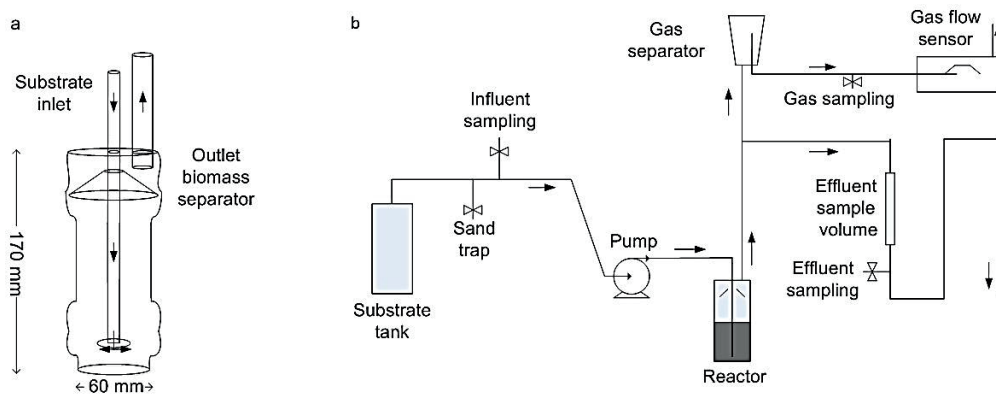 a
Substrate
inlet
Outlet
biomass
separator
170 mm
60 mm
b
Gas
separator
Gas flow
sensor
Gas sampling
Influent
sampling
Sand
trap
Substrate
tank
Pump
Reactor
Effluent
sample
volume
Effluent
sampling